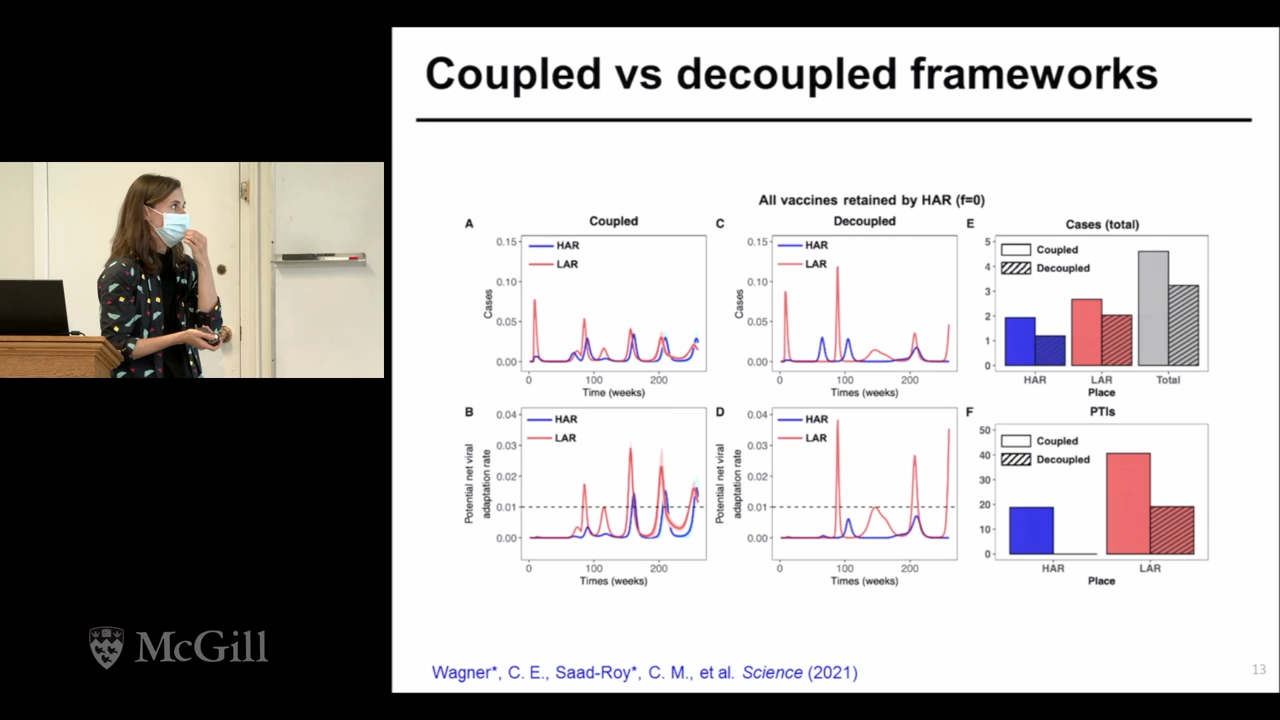 Coupled vs decoupled frameworks
All vaccines retained by HAR (f=0)
A
Coupled
HAR
LAR
0.15
0.10
0.05
0.00
Cases
0
100
200
Time (weeks)
C
Decoupled
HAR
LAR
0.15
0.10
0.05
0.00
Cases
0
100
200
Times (weeks)
E
Cases (total)
Coupled
Decoupled
5
4
3
2
1
0
HAR
LAR
Total
Place
B
HAR
LAR
0.04
0.03
0.02
0.01
0.00
Potential net viral
adaptation rate
0
100
200
Times (weeks)
D
HAR
LAR
0.04
0.03
0.02
0.01
0.00
Potential net viral
adaptation rate
0
100
200
Times (weeks)
F
PTIs
Coupled
Decoupled
50
40
30
20
10
0
HAR
LAR
Place
McGill
Wagner*, C. E., Saad-Roy*, C. M., et al. Science (2021)
13